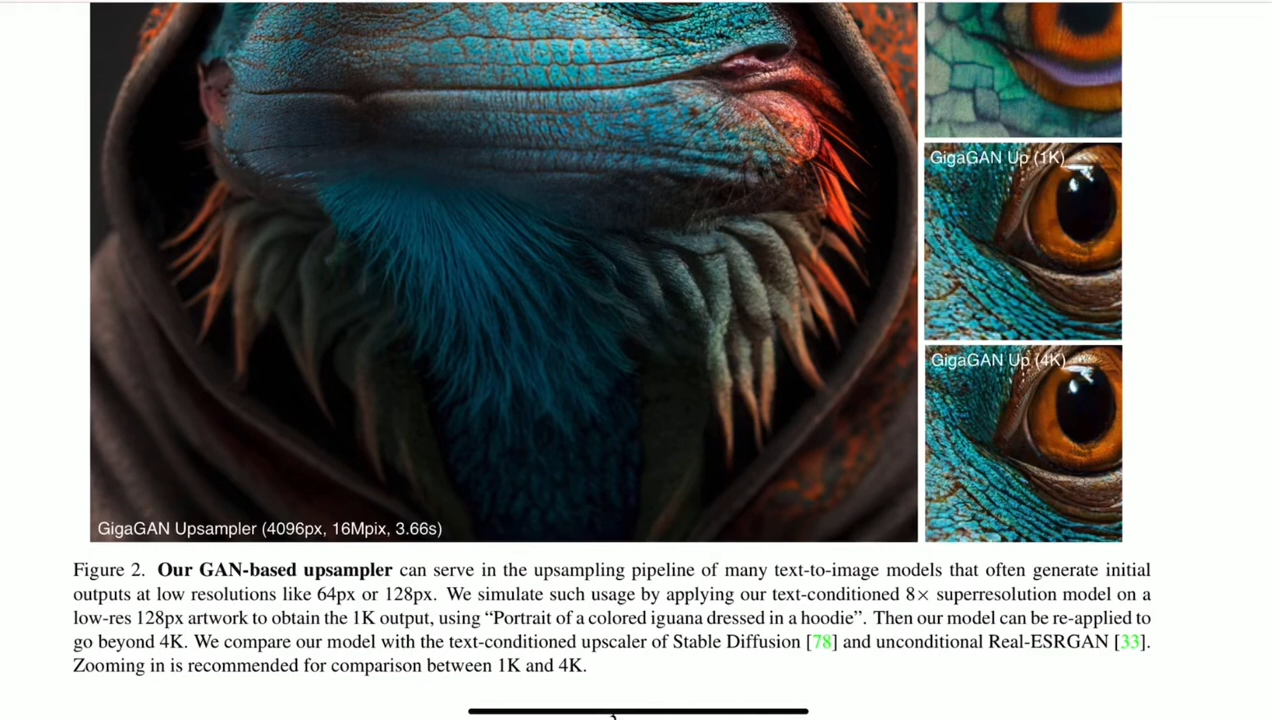 GigaGAN Up (1K)
GigaGAN Up (4K)
GigaGAN Upsampler (4096px, 16Mpix, 3.66s)
Figure 2. Our GAN-based upsampler can serve in the upsampling pipeline of many text-to-image models that often generate initial
outputs at low resolutions like 64px or 128px. We simulate such usage by applying our text-conditioned 8× superresolution model on a
low-res 128px artwork to obtain the 1K output, using “Portrait of a colored iguana dressed in a hoodie”. Then our model can be re-applied to
go beyond 4K. We compare our model with the text-conditioned upscaler of Stable Diffusion [78] and unconditional Real-ESRGAN [33].
Zooming in is recommended for comparison between 1K and 4K.